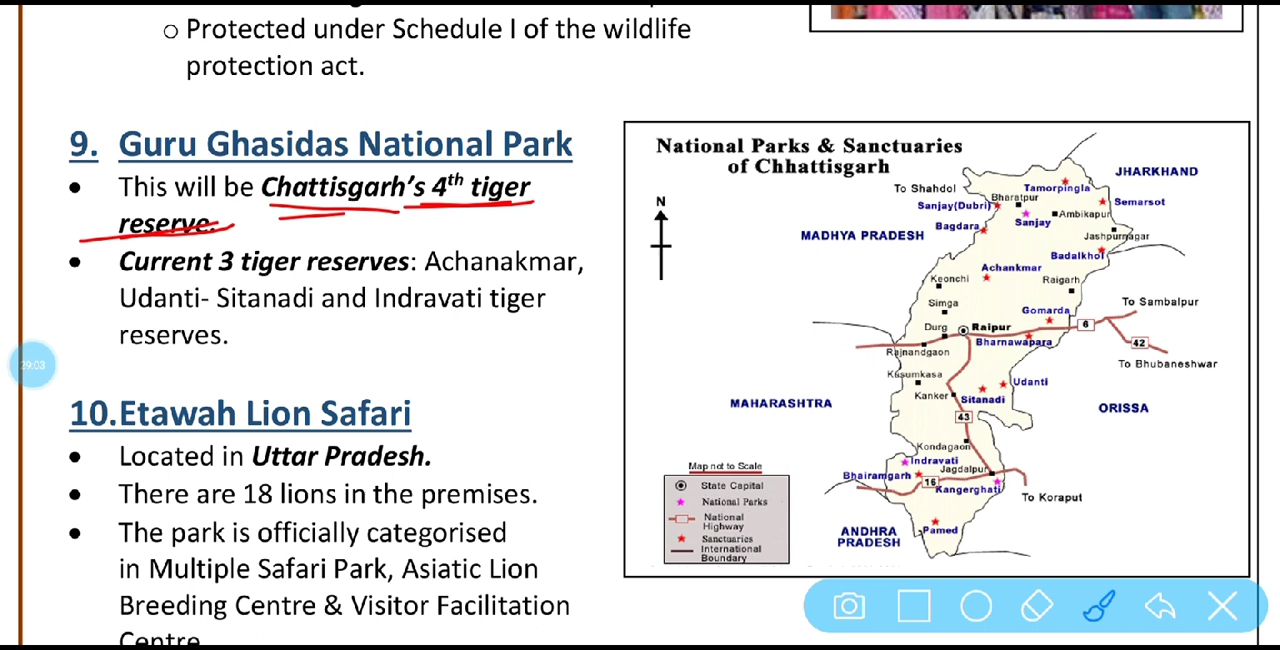 o Protected under Schedule I of the wildlife
protection act.
9. Guru Ghasidas National Park
• This will be Chattisgarh's 4th tiger
reserve.
• Current 3 tiger reserves: Achanakmar,
Udanti- Sitanadi and Indravati tiger
reserves.
29:03
10.Etawah Lion Safari
• Located in Uttar Pradesh.
• There are 18 lions in the premises.
• The park is officially categorised
in Multiple Safari Park, Asiatic Lion
Breeding Centre & Visitor Facilitation
Centre
National Parks & Sanctuaries
of Chhattisgarh
N
JHARKHAND
To Shahdol
Tamorpingla
Bharatpur
Sanjay(Dubri)
Semarsot
Sanjay
Ambikapur
Bagdara
MADHYA PRADESH
Jashpurnagar
Badalkhol
Achankmar
Keonchi
Raigarh
Simga
To Sambalpur
Gomarda
Durg
Raipur
6
Bharnawapara
42
Rajnandgaon
To Bhubaneshwar
Kusumkasa
Udanti
Kanker
Sitanadi
MAHARASHTRA
ORISSA
43
Kondagaon
Indravati
Jagdalpur
Bhairamgarh
16
Kangerghati
To Koraput
ANDHRA
PRADESH
Pamed
Map not to Scale
State Capital
National Parks
National
Highway
Sanctuaries
International
Boundary